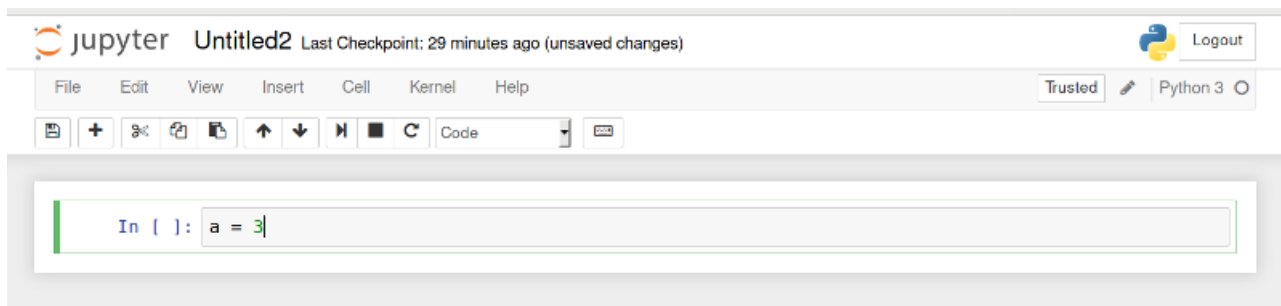 jupyter Untitled2 Last Checkpoint: 29 minutes ago (unsaved changes) Logout
File Edit View Insert Cell Kernel Help Trusted Python 3
Code
In [ ]: a = 3